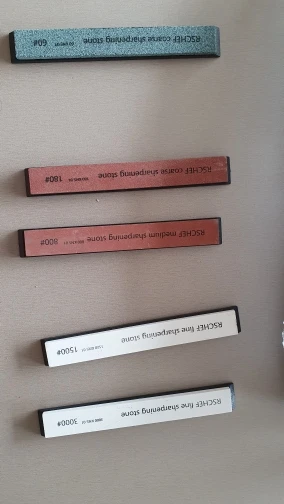 RSCHEF coarse sharpening stone 60#
RSCHEF coarse sharpening stone 180#
RSCHEF medium sharpening stone 800#
RSCHEF fine sharpening stone 1500#
RSCHEF fine sharpening stone 3000#